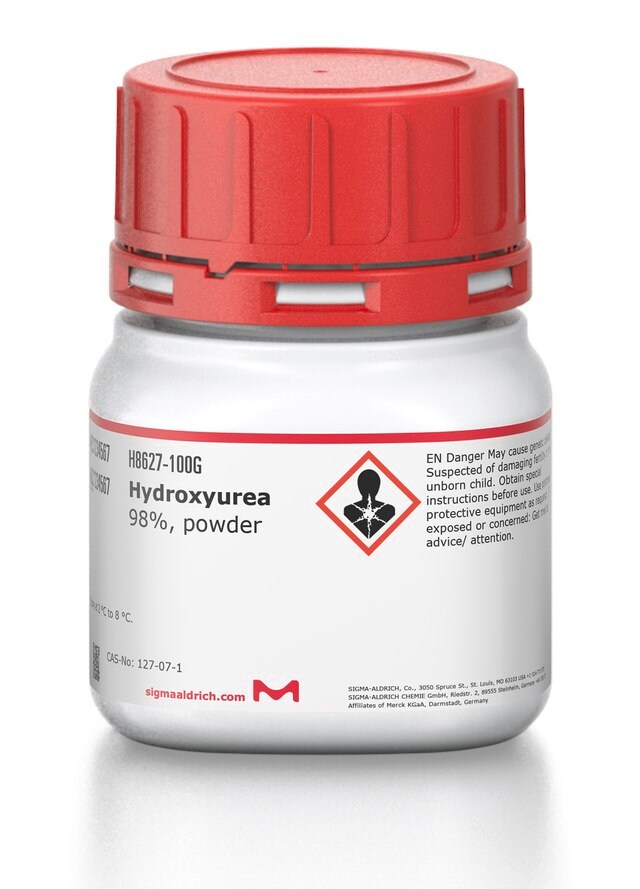 H8627-100G
Hydroxyurea
98%, powder
EN Danger May cause genetic
Suspected of damaging
unborn child. Obtain special
instructions before use. Use
protective equipment as
exposed or concerned: Get
advice/ attention.
2 °C to 8 °C.
CAS-No: 127-07-1
sigmaaldrich.com
SIGMA-ALDRICH, Co., 3050 Spruce St., St. Louis, MO 63103 USA
SIGMA-ALDRICH CHEMIE GmbH, Riedstr. 2, 89555 Steinheim, Germany
Affiliates of Merck KGaA, Darmstadt, Germany